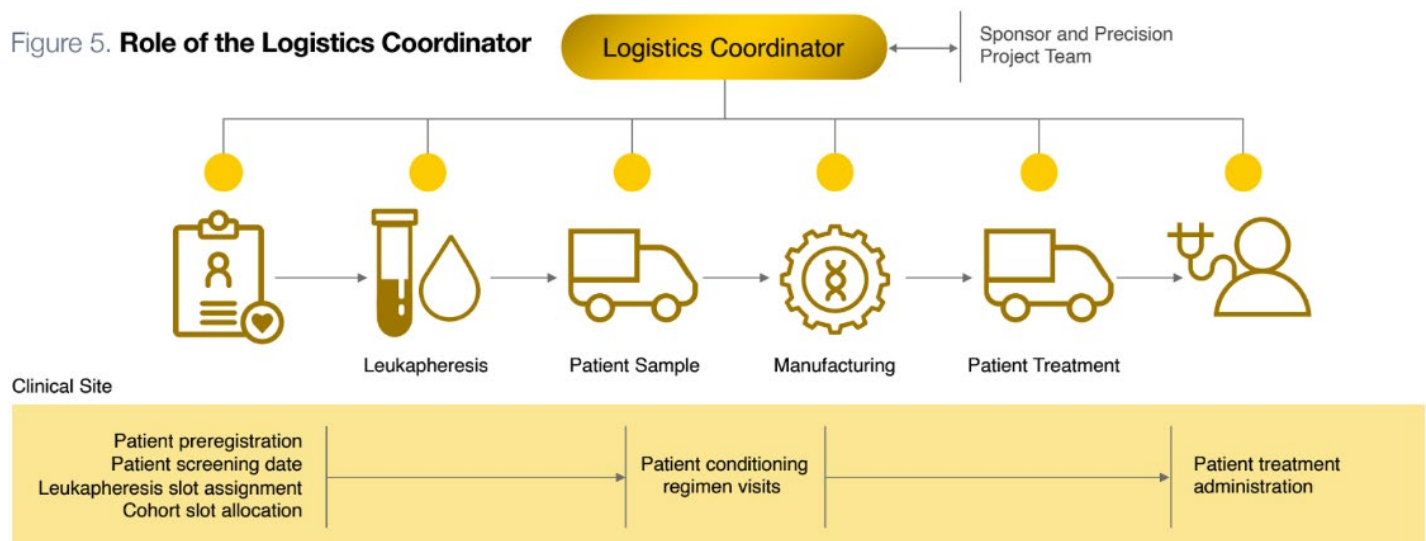 Figure 5. Role of the Logistics Coordinator
Logistics Coordinator
Sponsor and Precision
Project Team
Leukapheresis
Patient Sample
Manufacturing
Patient Treatment
Clinical Site
Patient preregistration
Patient screening date
Leukapheresis slot assignment
Cohort slot allocation
Patient conditioning
regimen visits
Patient treatment
administration